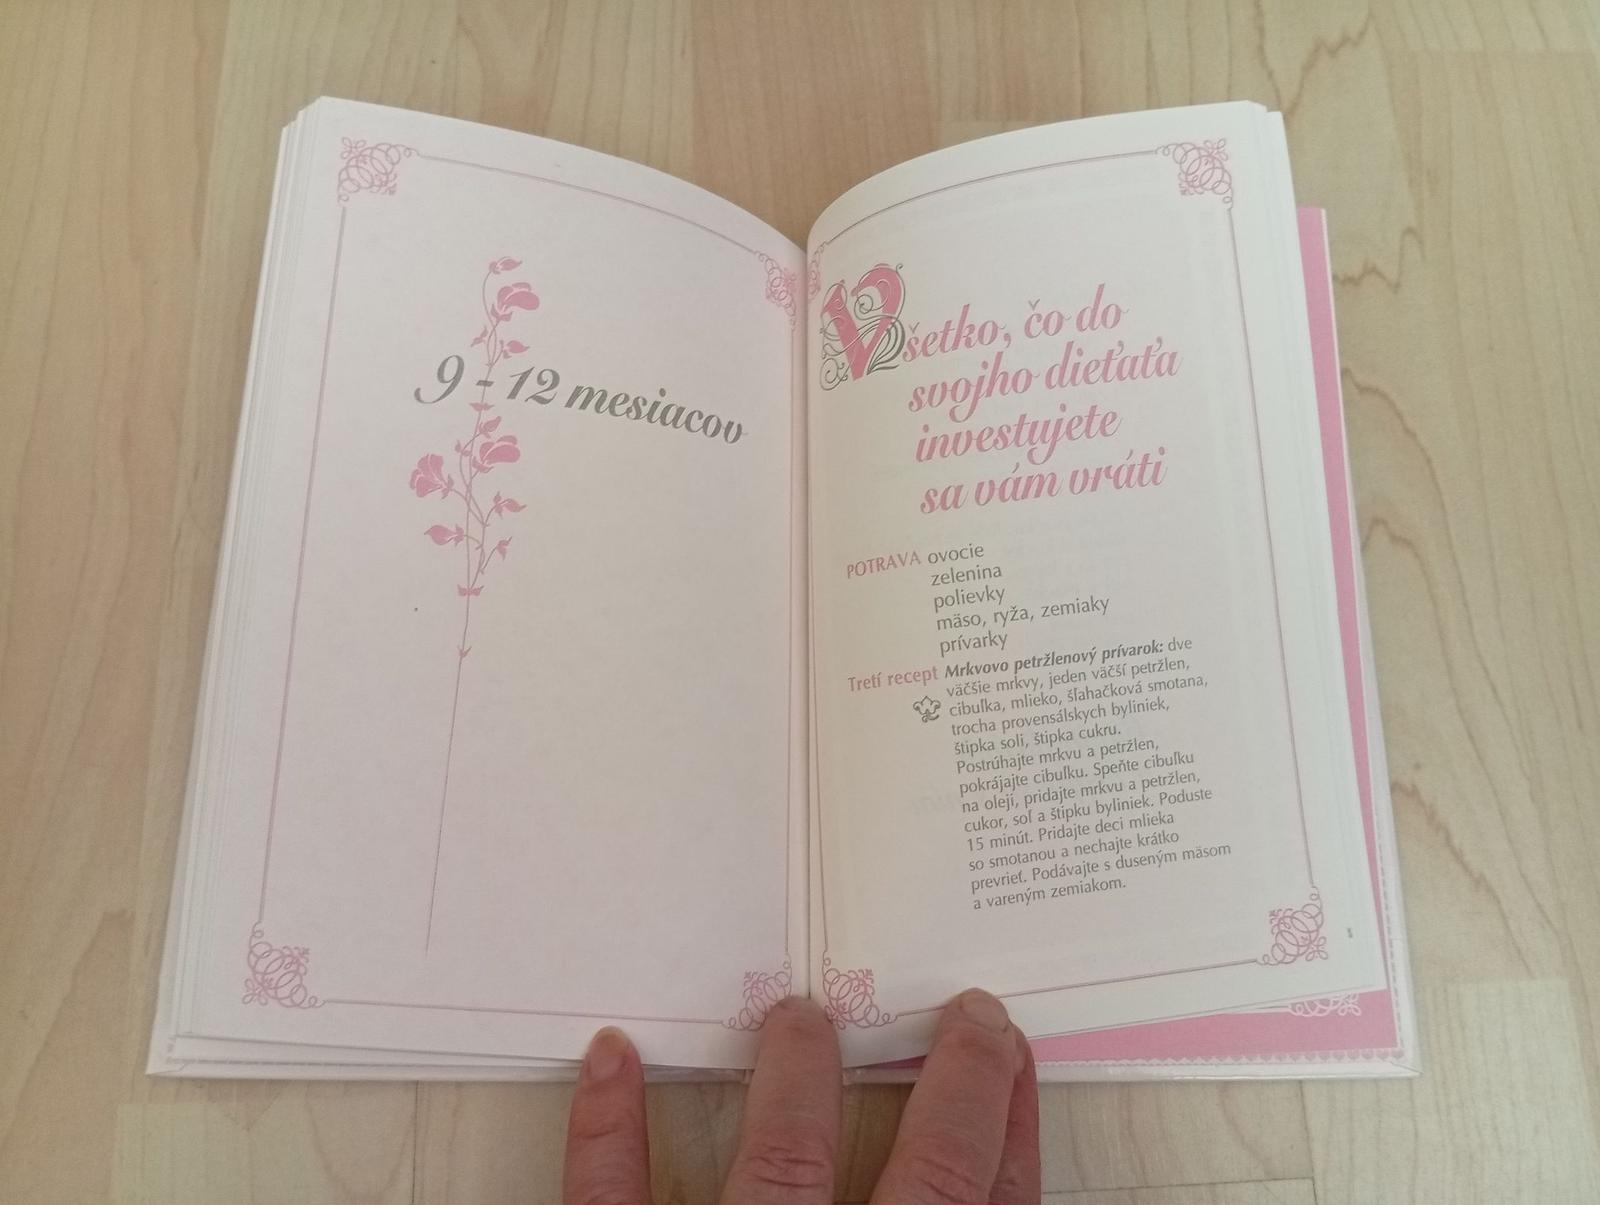 9 - 12 mesiacov
Všetko, čo do
svojho dieťaťa
investujete
sa vám vráti
POTRAVA ovocie
zelenina
polievky
mäso, ryža, zemiaky
prívarky
Tretí recept Mrkvovo petržlenový prívarok: dve
väčšie mrkvy, jeden väčší petržlen,
cibuľka, mlieko, šľahačková smotana,
trocha provensálskych byliniek,
štipka soli, štipka cukru.
Postrúhajte mrkvu a petržlen,
pokrájajte cibuľku. Speňte cibuľku
na oleji, pridajte mrkvu a petržlen,
cukor, soľ a štipku byliniek. Poduste
15 minút. Pridajte deci mlieka
so smotanou a nechajte krátko
prevrieť. Podávajte s duseným mäsom
a vareným zemiakom.